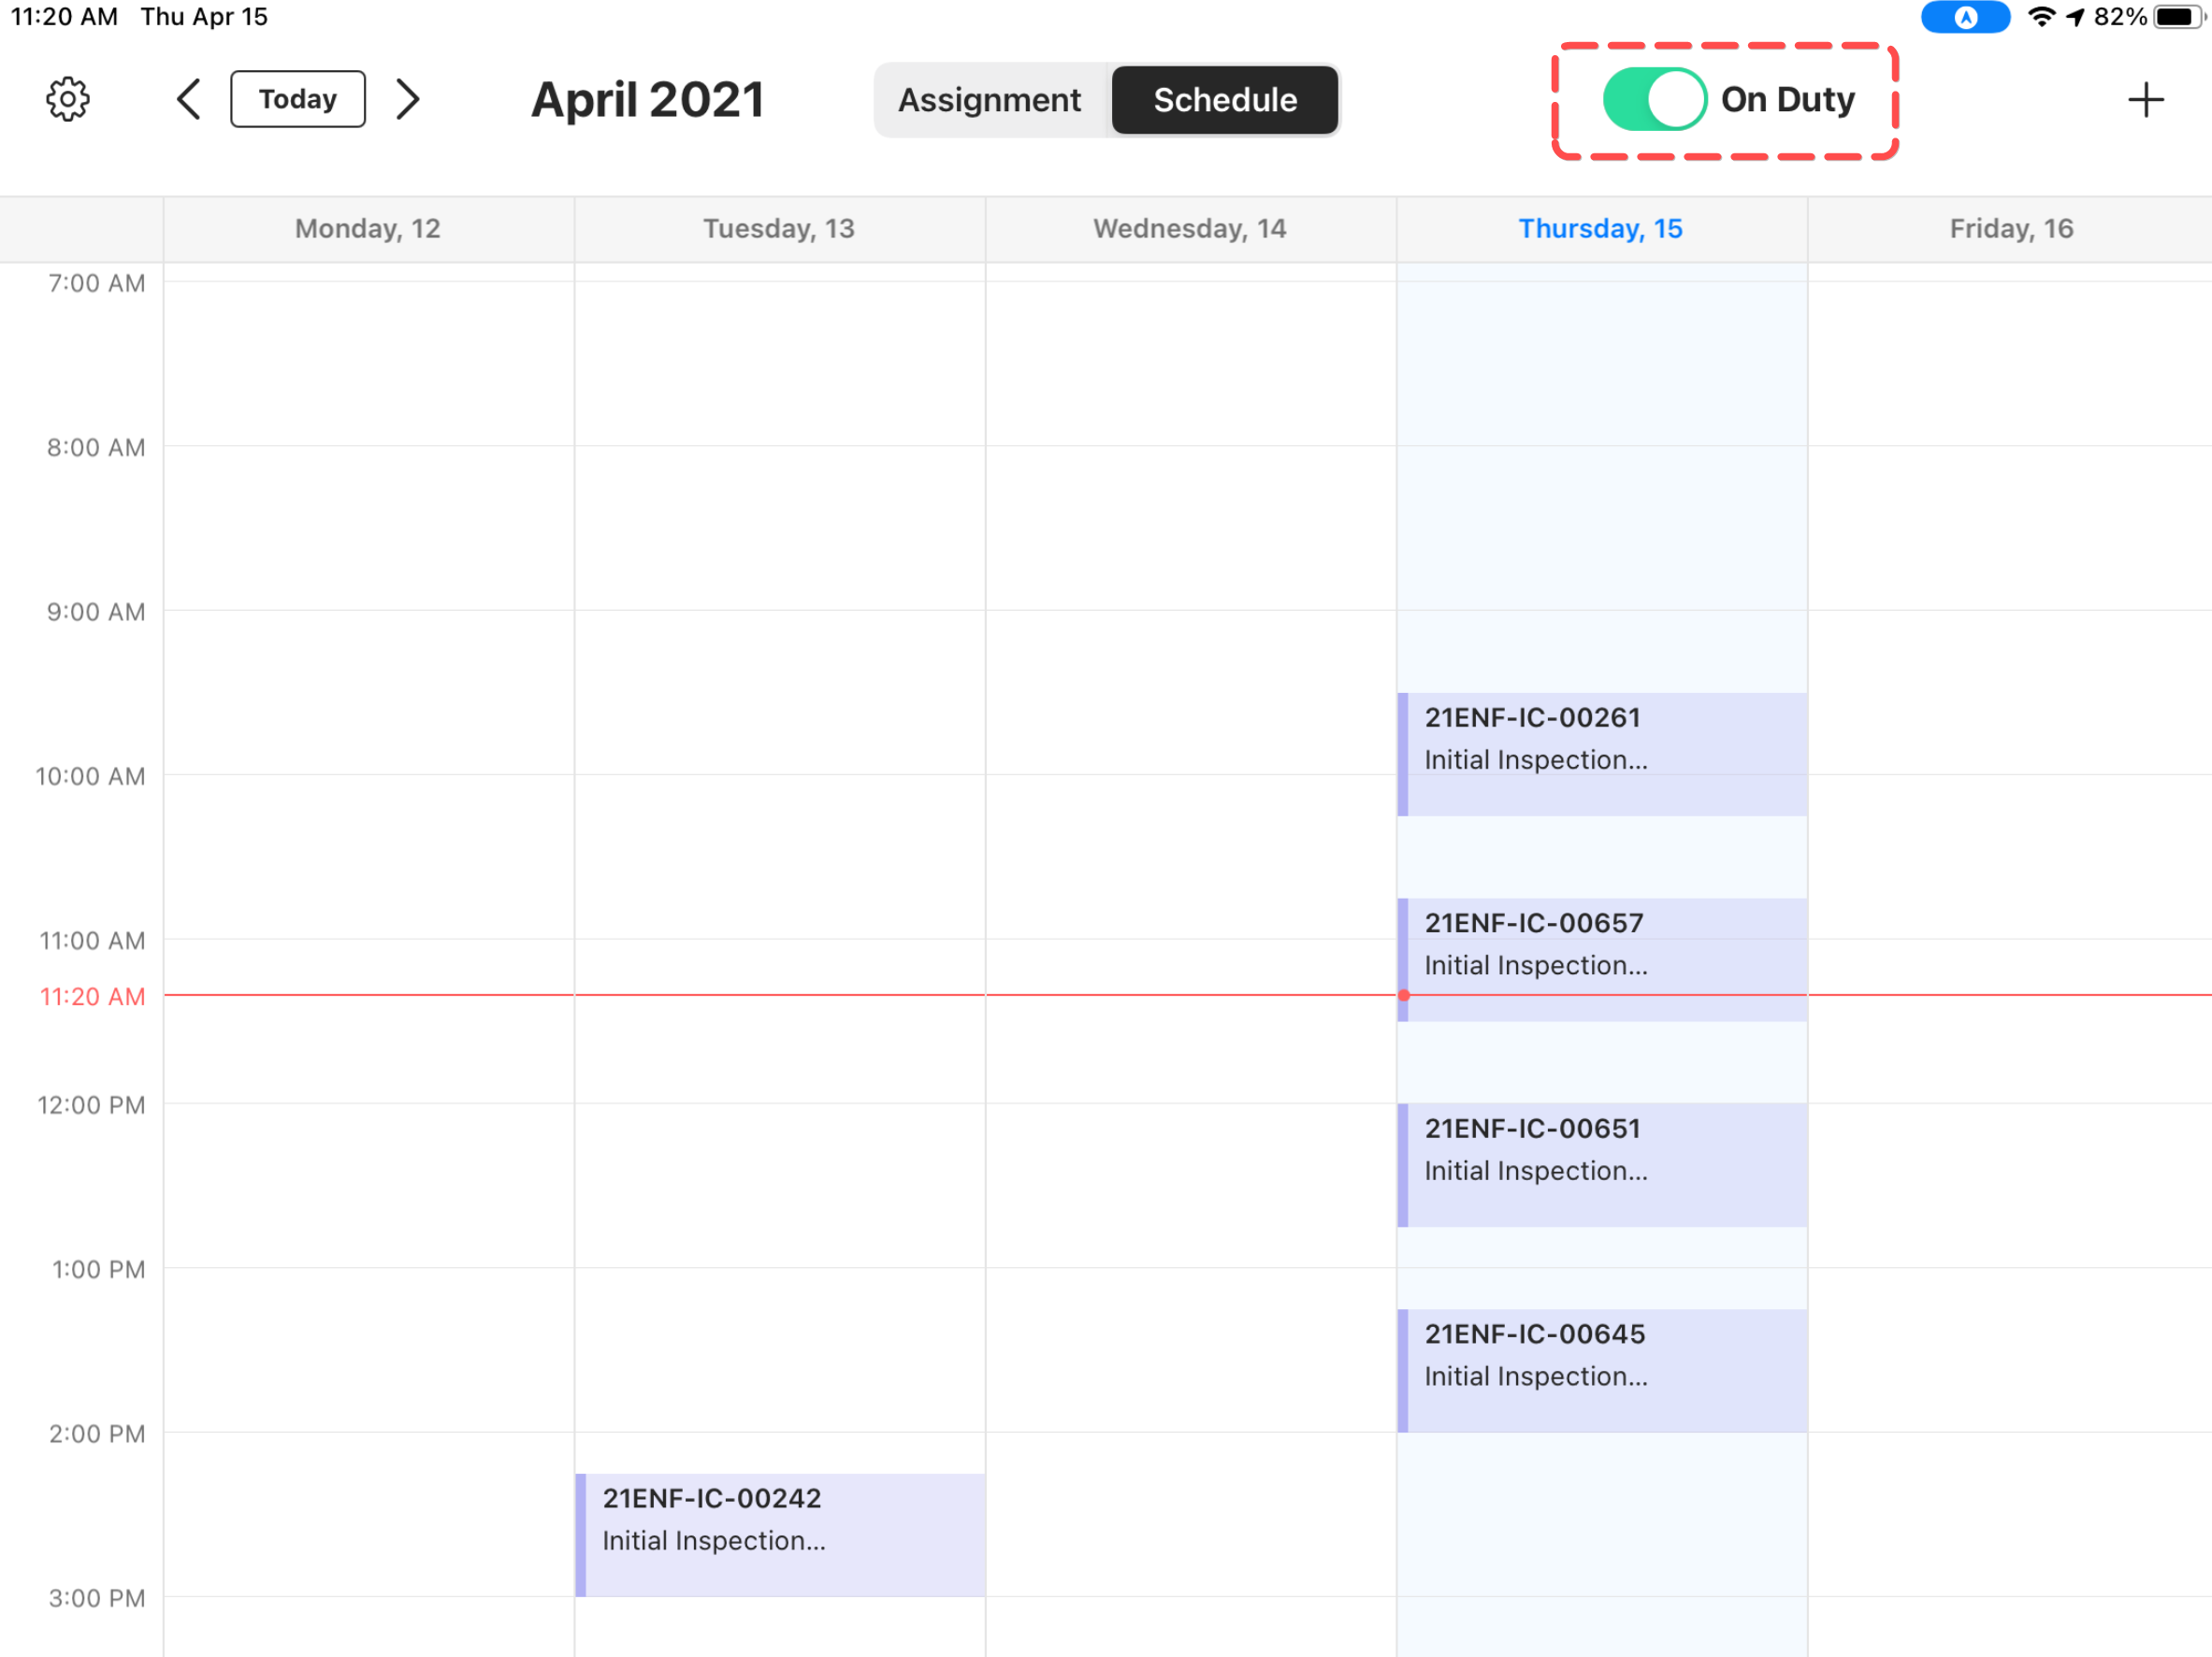 11:20 AM Thu Apr 15 82%
Today April 2021 Assignment Schedule On Duty
Monday, 12 Tuesday, 13 Wednesday, 14 Thursday, 15 Friday, 16
7:00 AM
8:00 AM
9:00 AM
21ENF-IC-00261
Initial Inspection...
10:00 AM
21ENF-IC-00657
11:00 AM
Initial Inspection...
11:20 AM
12:00 PM
21ENF-IC-00651
Initial Inspection...
1:00 PM
21ENF-IC-00645
Initial Inspection...
2:00 PM
21ENF-IC-00242
Initial Inspection...
3:00 PM